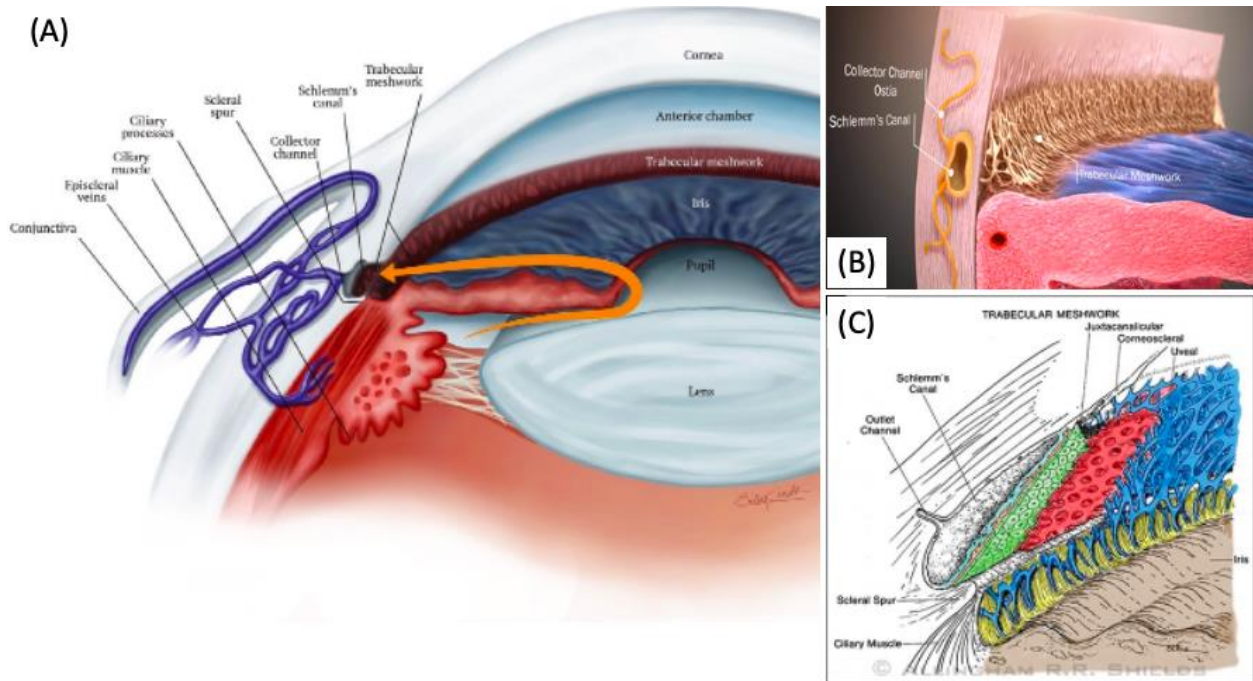 (A)
Cornea
Trabecular
meshwork
Schlemm's
canal
Scleral
spur
Anterior chamber
Ciliary
processes
Collector
channel
Ciliary
muscle
Trabecular meshwork
Episcleral
veins
Iris
Conjunctiva
Pupil
Lens
Collector Channel
Ostia
Schlemm's Canal
Trabecular Meshwork
(B)
(C)
TRABECULAR MESHWORK
Juxtacanalicular
Corneoscleral
Uveal
Schlemm's
Canal
Outlet
Channel
Iris
Scleral Spur
Ciliary Muscle
© ALLINGHAM R.R. SHIELDS